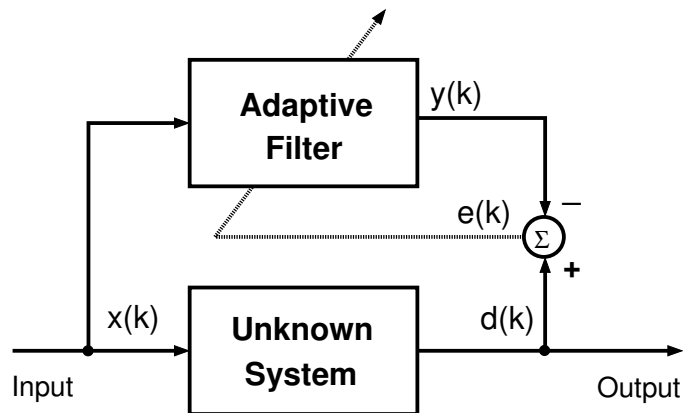 Adaptive
Filter
y(k)
–
e(k)
Σ
+
x(k)
Unknown
System
d(k)
Input
Output